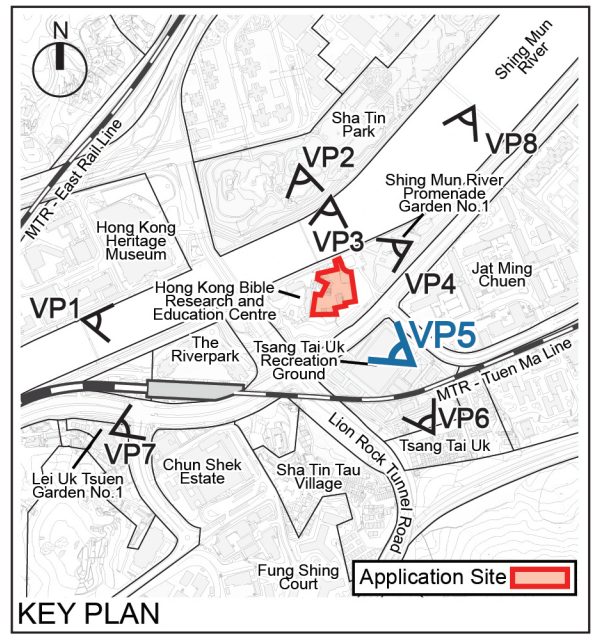 N
Shing Mun
River
Sha Tin
Park
VP8
VP2
MTR - East Rail Line
Shing Mun River
Promenade
Garden No.1
Hong Kong
Heritage
Museum
VP3
VP4
Jat Ming
Chuen
Hong Kong Bible
Research and
Education Centre
VP1
The
Riverpark
Tsang Tai Uk
Recreation
Ground
VP5
MTR - Tuen Ma Line
VP6
Tsang Tai Uk
VP7
Lei Uk Tsuen
Garden No.1
Chun Shek
Estate
Sha Tin Tau
Village
Lion Rock Tunnel Road
Fung Shing
Court
Application Site
KEY PLAN